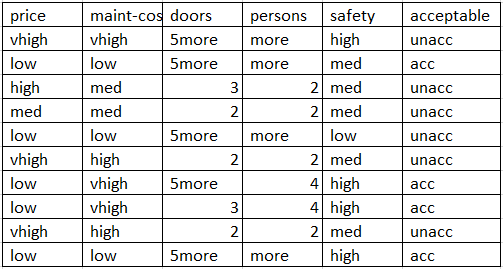 price maint-cos doors persons safety acceptable
vhigh vhigh 5more more high unacc
low low 5more more med acc
high med 3 2 med unacc
med med 2 2 med unacc
low low 5more more low unacc
vhigh high 2 2 med unacc
low vhigh 5more 4 high acc
low vhigh 3 4 high acc
vhigh high 2 2 med unacc
low low 5more more high acc